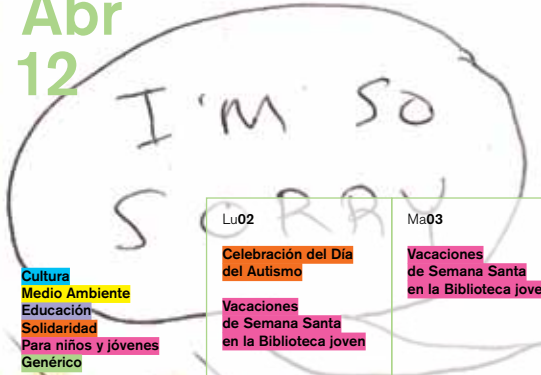 Abr
12
I'M SO
SORRY
Lu02
Celebración del Día
del Autismo
Vacaciones
de Semana Santa
en la Biblioteca joven
Ma03
Vacaciones
de Semana Santa
en la Biblioteca jove
Cultura
Medio Ambiente
Educación
Solidaridad
Para niños y jóvenes
Genérico